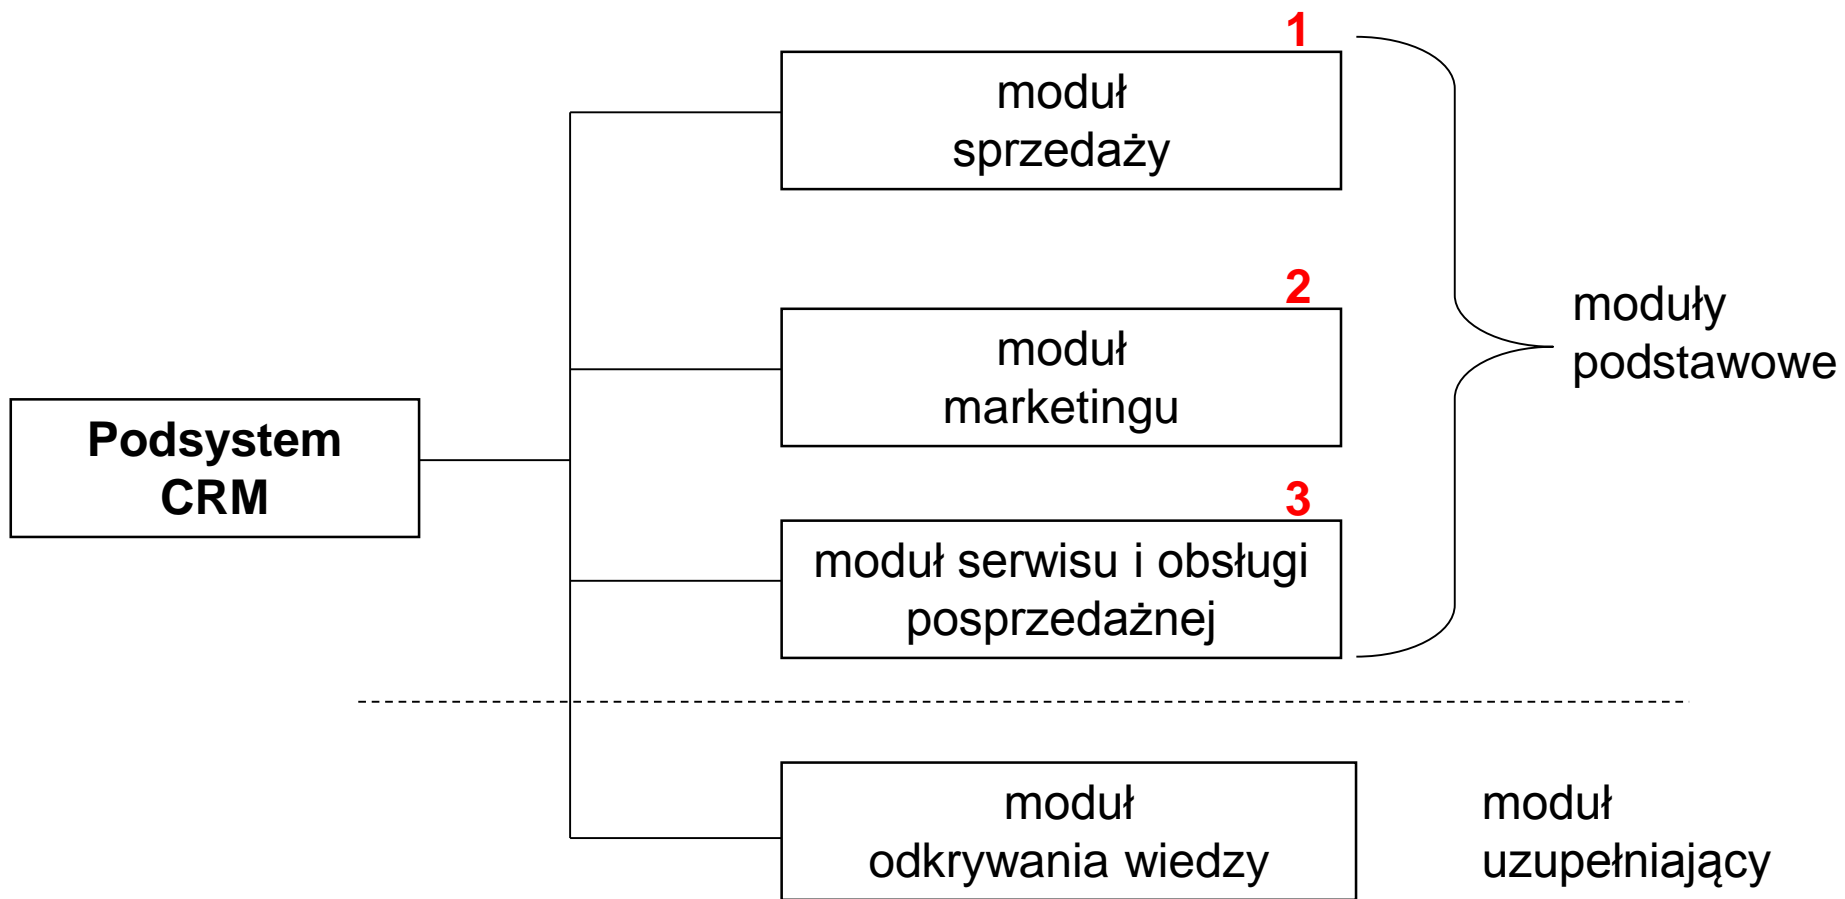 1
moduł
sprzedaży
2
moduł
marketingu
moduły
podstawowe
Podsystem
CRM
3
moduł serwisu i obsługi
posprzedażnej
moduł
odkrywania wiedzy
moduł
uzupełniający